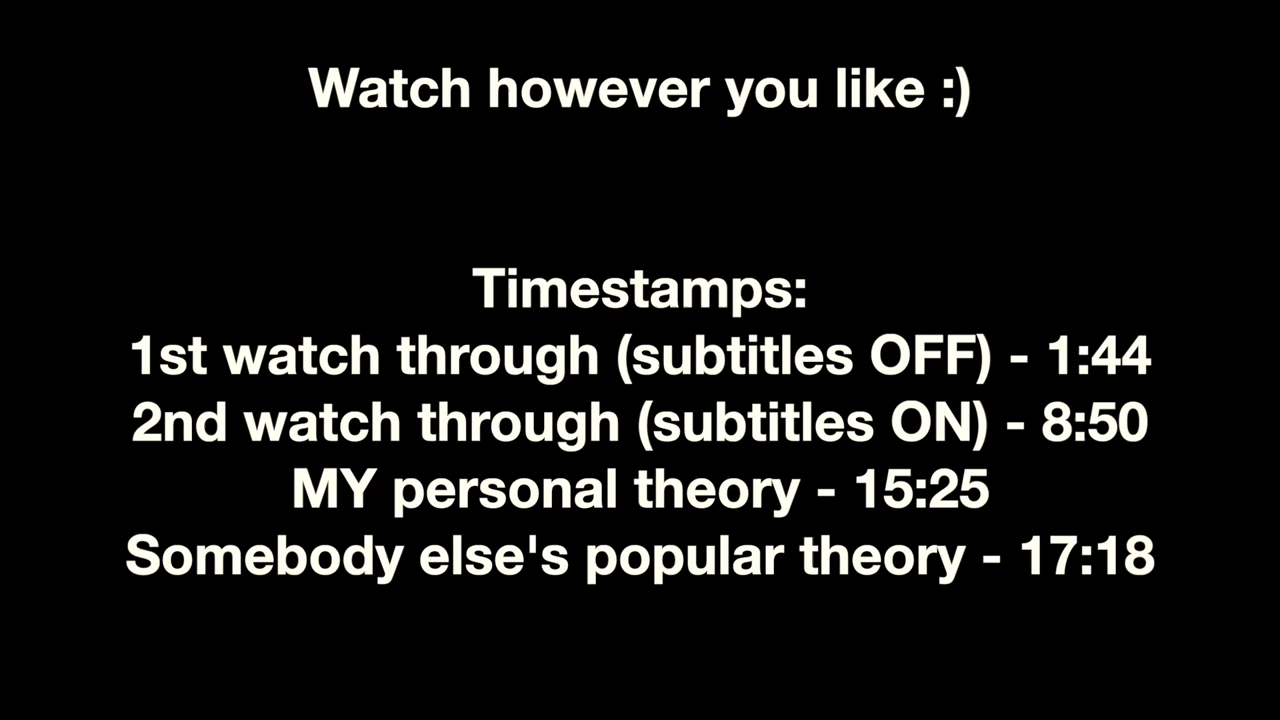 Watch however you like :)
Timestamps:
1st watch through (subtitles OFF) - 1:44
2nd watch through (subtitles ON) - 8:50
MY personal theory - 15:25
Somebody else's popular theory - 17:18